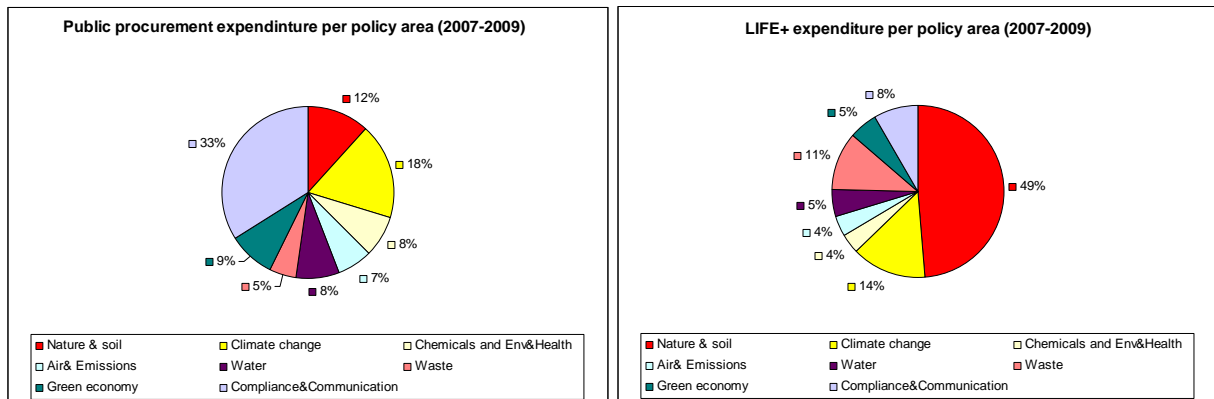 Public procurement expendinture per policy area (2007-2009)
12%
18%
8%
7%
8%
5%
9%
33%
Nature & soil Climate change Chemicals and Env&Health
Air& Emissions Water Waste
Green economy Compliance&Communication
LIFE+ expenditure per policy area (2007-2009)
49%
14%
4%
4%
5%
11%
5%
8%
Nature & soil Climate change Chemicals and Env&Health
Air& Emissions Water Waste
Green economy Compliance&Communication